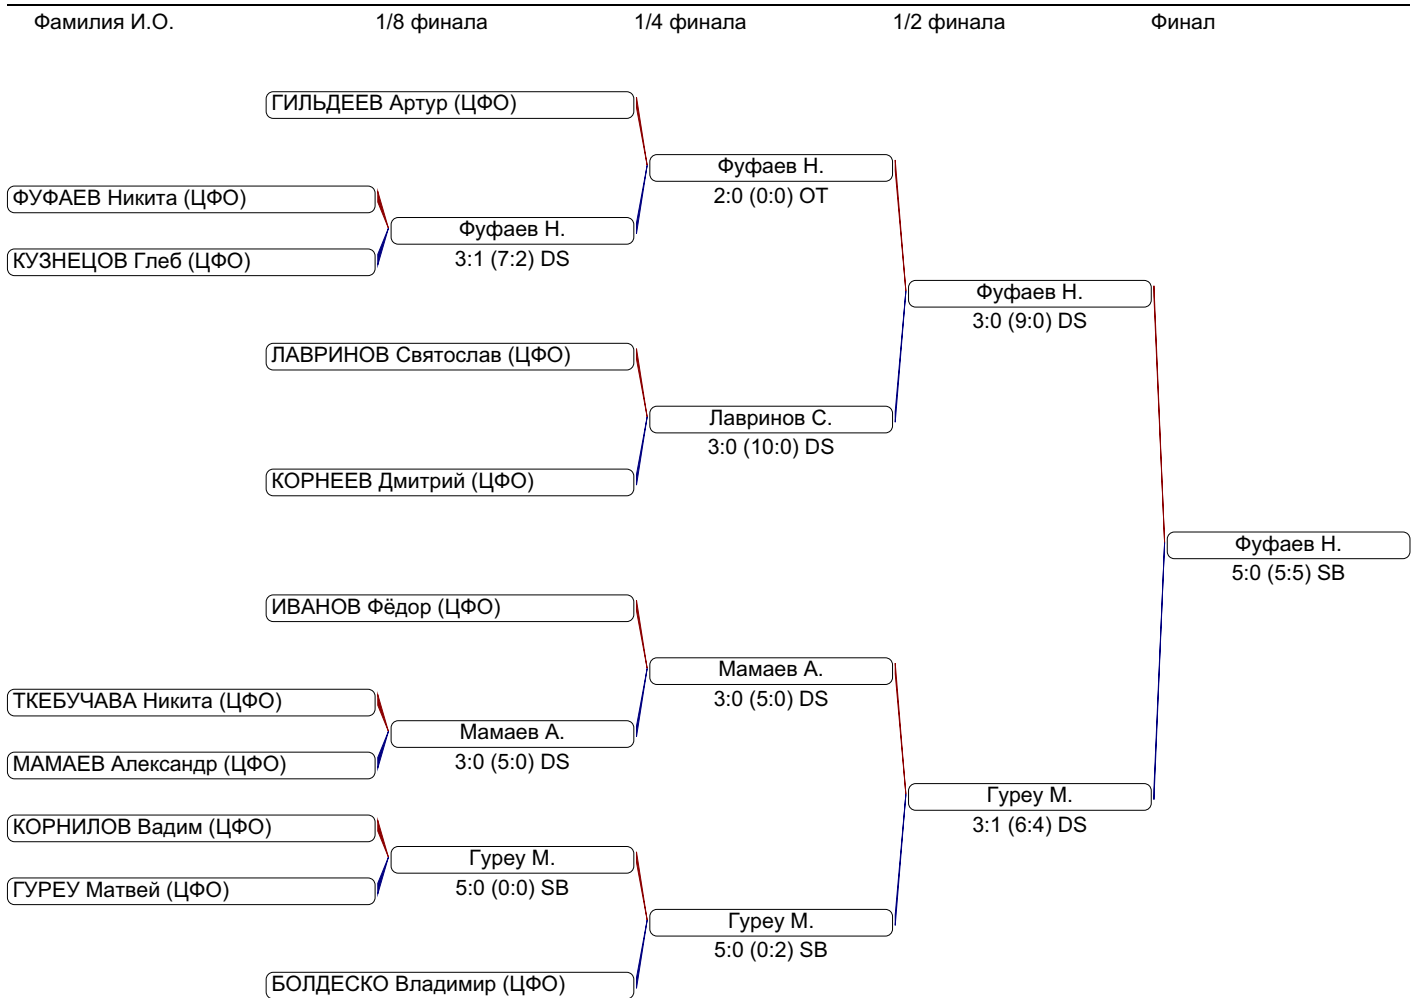 Фамилия И.О. 1/8 финала 1/4 финала 1/2 финала Финал
ГИЛЬДЕЕВ Артур (ЦФО)
Фуфаев Н.
2:0 (0:0) OT
ФУФАЕВ Никита (ЦФО)
Фуфаев Н.
3:1 (7:2) DS
КУЗНЕЦОВ Глеб (ЦФО)
Фуфаев Н.
3:0 (9:0) DS
ЛАВРИНОВ Святослав (ЦФО)
Лавринов С.
3:0 (10:0) DS
КОРНЕЕВ Дмитрий (ЦФО)
Фуфаев Н.
5:0 (5:5) SB
ИВАНОВ Фёдор (ЦФО)
Мамаев А.
3:0 (5:0) DS
ТКЕБУЧАВА Никита (ЦФО)
Мамаев А.
3:0 (5:0) DS
МАМАЕВ Александр (ЦФО)
Гуреу М.
3:1 (6:4) DS
КОРНИЛОВ Вадим (ЦФО)
Гуреу М.
5:0 (0:0) SB
ГУРЕУ Матвей (ЦФО)
Гуреу М.
5:0 (0:2) SB
БОЛДЕСКО Владимир (ЦФО)